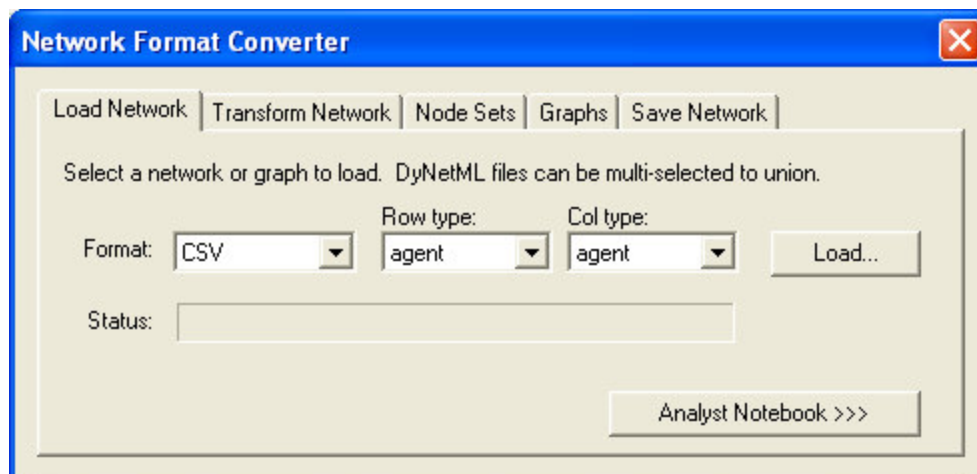 Network Format Converter
Load Network Transform Network Node Sets Graphs Save Network
Select a network or graph to load.  DyNetML files can be multi-selected to union.
Row type: Col type:
Format: CSV agent agent Load...
Status:
Analyst Notebook >>>